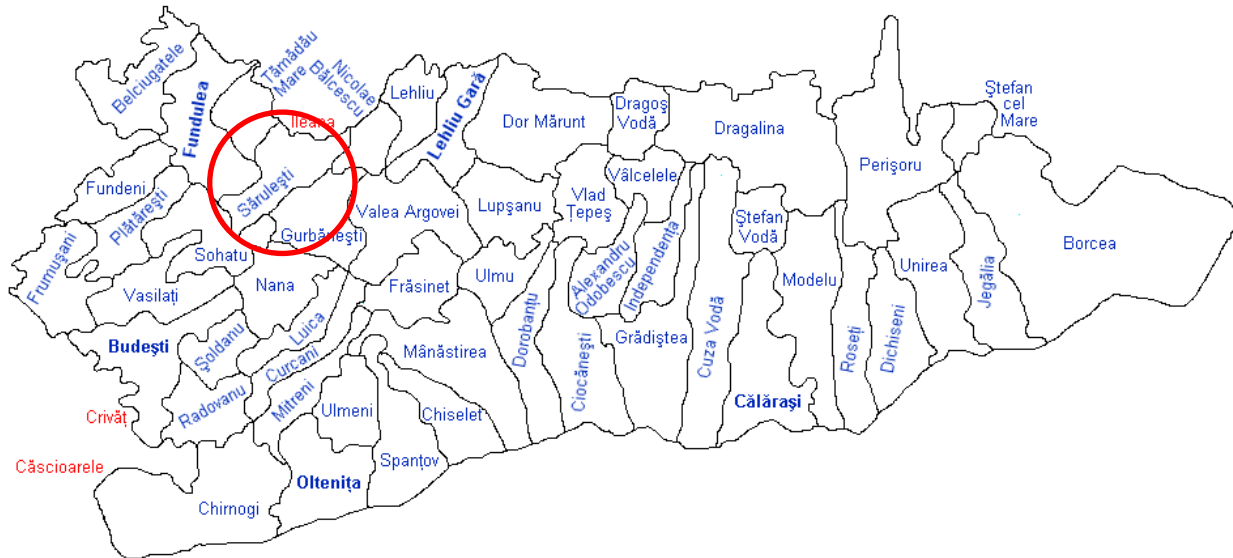 Belciugatele
Fundulea
Tămădău
Mare
Nicolae
Bălcescu
Ileana
Lehliu
Lehliu Gară
Dor Mărunt
Dragoş
Vodă
Dragalina
Perişoru
Ştefan
cel
Mare
Fundeni
Plătăreşti
Săruleşti
Gurbăneşti
Valea Argovei
Lupşanu
Vlad
Ţepeş
Vâlcelele
Ştefan
Vodă
Borcea
Frumuşani
Sohatu
Vasilaţi
Nana
Frăsinet
Ulmu
Alexandru
Odobescu
Independenţa
Modelu
Unirea
Jegălia
Budeşti
Şoldanu
Luica
Curcani
Mânăstirea
Dorobanţu
Ciocăneşti
Grădiştea
Cuza Vodă
Roseţi
Dichiseni
Crivăţ
Radovanu
Mitreni
Ulmeni
Chiselet
Călăraşi
Căscioarele
Chirnogi
Olteniţa
Spanţov